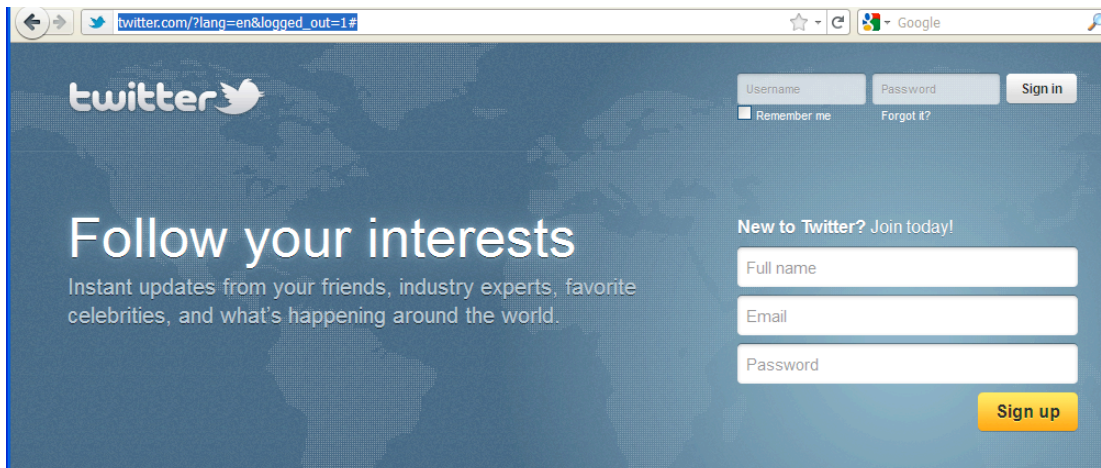 twitter.com/?lang=en&logged_out=1#
Google
twitter
Username
Password
Sign in
Remember me
Forgot it?
Follow your interests
Instant updates from your friends, industry experts, favorite
celebrities, and what's happening around the world.
New to Twitter? Join today!
Full name
Email
Password
Sign up